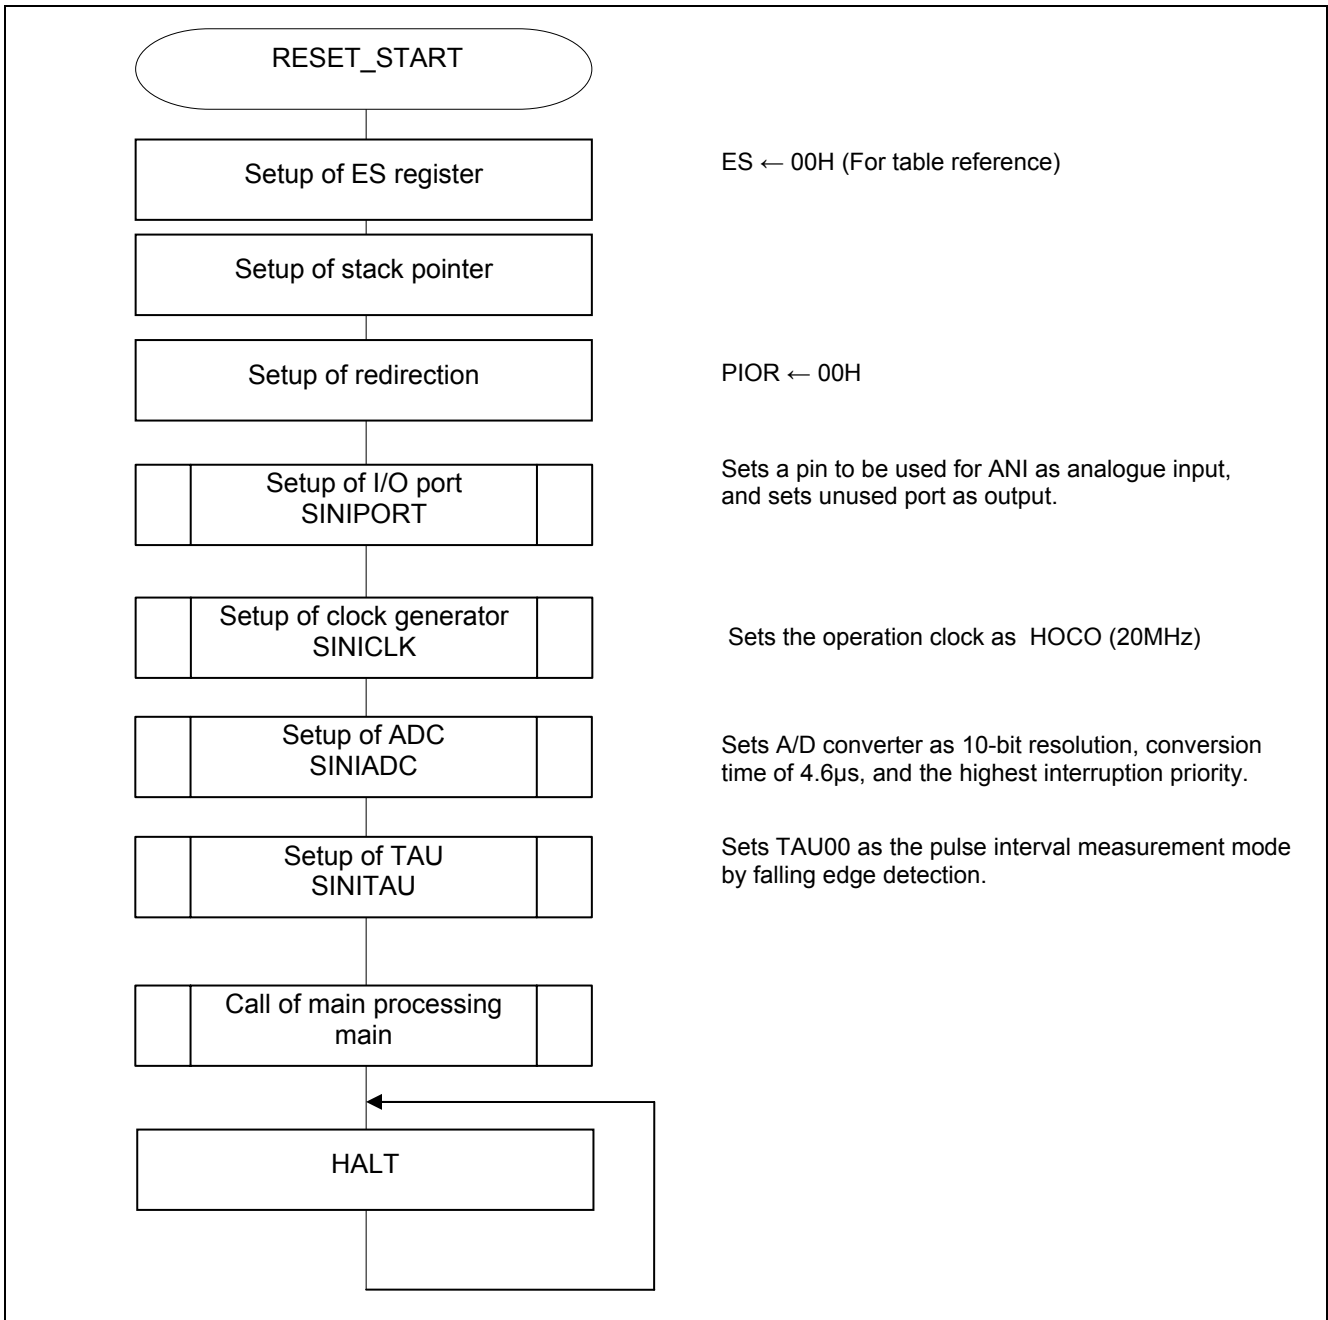 RESET_START
Setup of ES register
ES ← 00H (For table reference)
Setup of stack pointer
Setup of redirection
PIOR ← 00H
Setup of I/O port
SINIPORT
Sets a pin to be used for ANI as analogue input,
and sets unused port as output.
Setup of clock generator
SINICLK
Sets the operation clock as  HOCO (20MHz)
Setup of ADC
SINIADC
Sets A/D converter as 10-bit resolution, conversion
time of 4.6µs, and the highest interruption priority.
Setup of TAU
SINITAU
Sets TAU00 as the pulse interval measurement mode
by falling edge detection.
Call of main processing
main
HALT